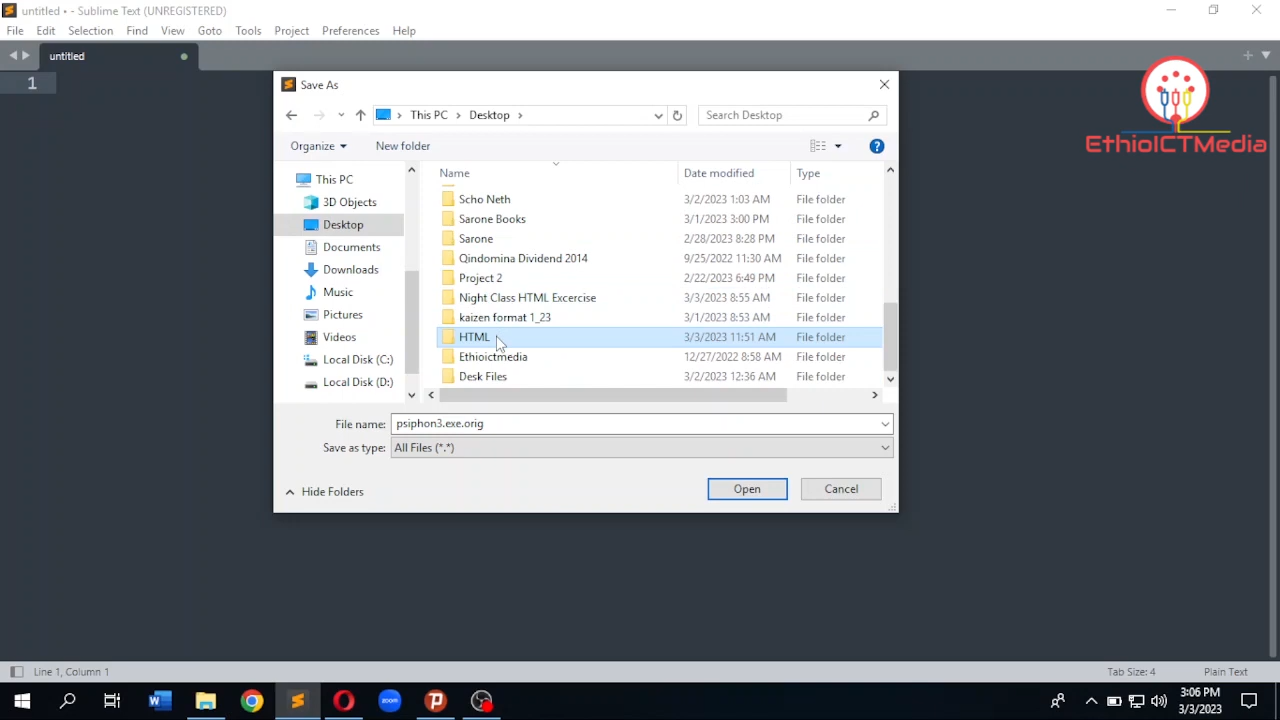 untitled • - Sublime Text (UNREGISTERED)
File Edit Selection Find View Goto Tools Project Preferences Help
untitled
1
EthioICTMedia
Save As
This PC > Desktop >
Search Desktop
Organize
New folder
Name Date modified Type
This PC
3D Objects
Desktop
Documents
Downloads
Music
Pictures
Videos
Local Disk (C:)
Local Disk (D:)
Scho Neth 3/2/2023 1:03 AM File folder
Sarone Books 3/1/2023 3:00 PM File folder
Sarone 2/28/2023 8:28 PM File folder
Qindomina Dividend 2014 9/25/2022 11:30 AM File folder
Project 2 2/22/2023 6:49 PM File folder
Night Class HTML Excercise 3/3/2023 8:55 AM File folder
kaizen format 1_23 3/1/2023 8:53 AM File folder
HTML 3/3/2023 11:51 AM File folder
Ethioictmedia 12/27/2022 8:58 AM File folder
Desk Files 3/2/2023 12:36 AM File folder
File name: psiphon3.exe.orig
Save as type: All Files (*.*)
Hide Folders
Open
Cancel
Line 1, Column 1
Tab Size: 4
Plain Text
W
zoom
P
3:06 PM
3/3/2023